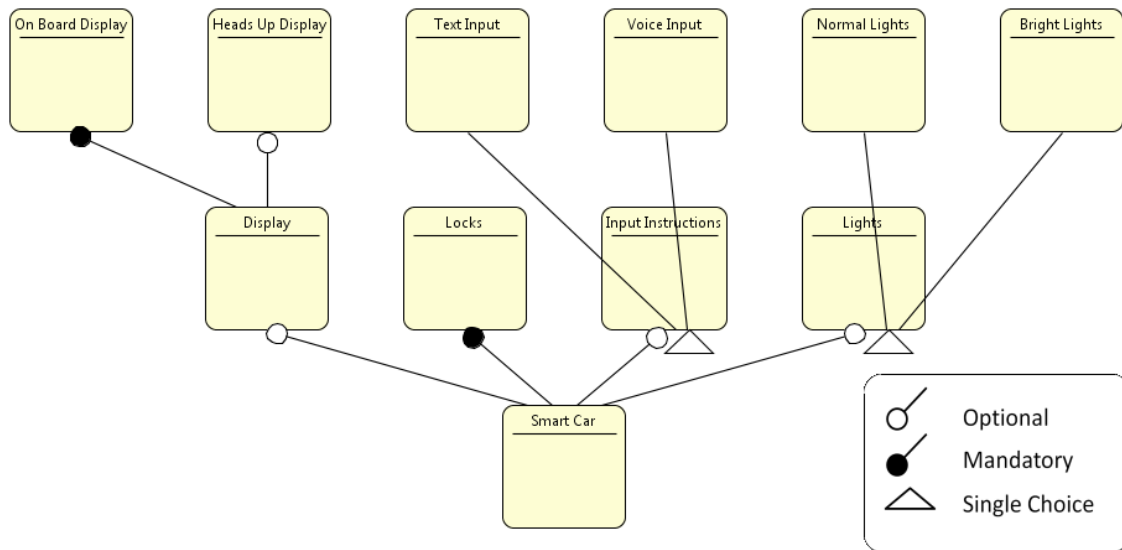 On Board Display
Heads Up Display
Text Input
Voice Input
Normal Lights
Bright Lights
Display
Locks
Input Instructions
Lights
Smart Car
Optional
Mandatory
Single Choice